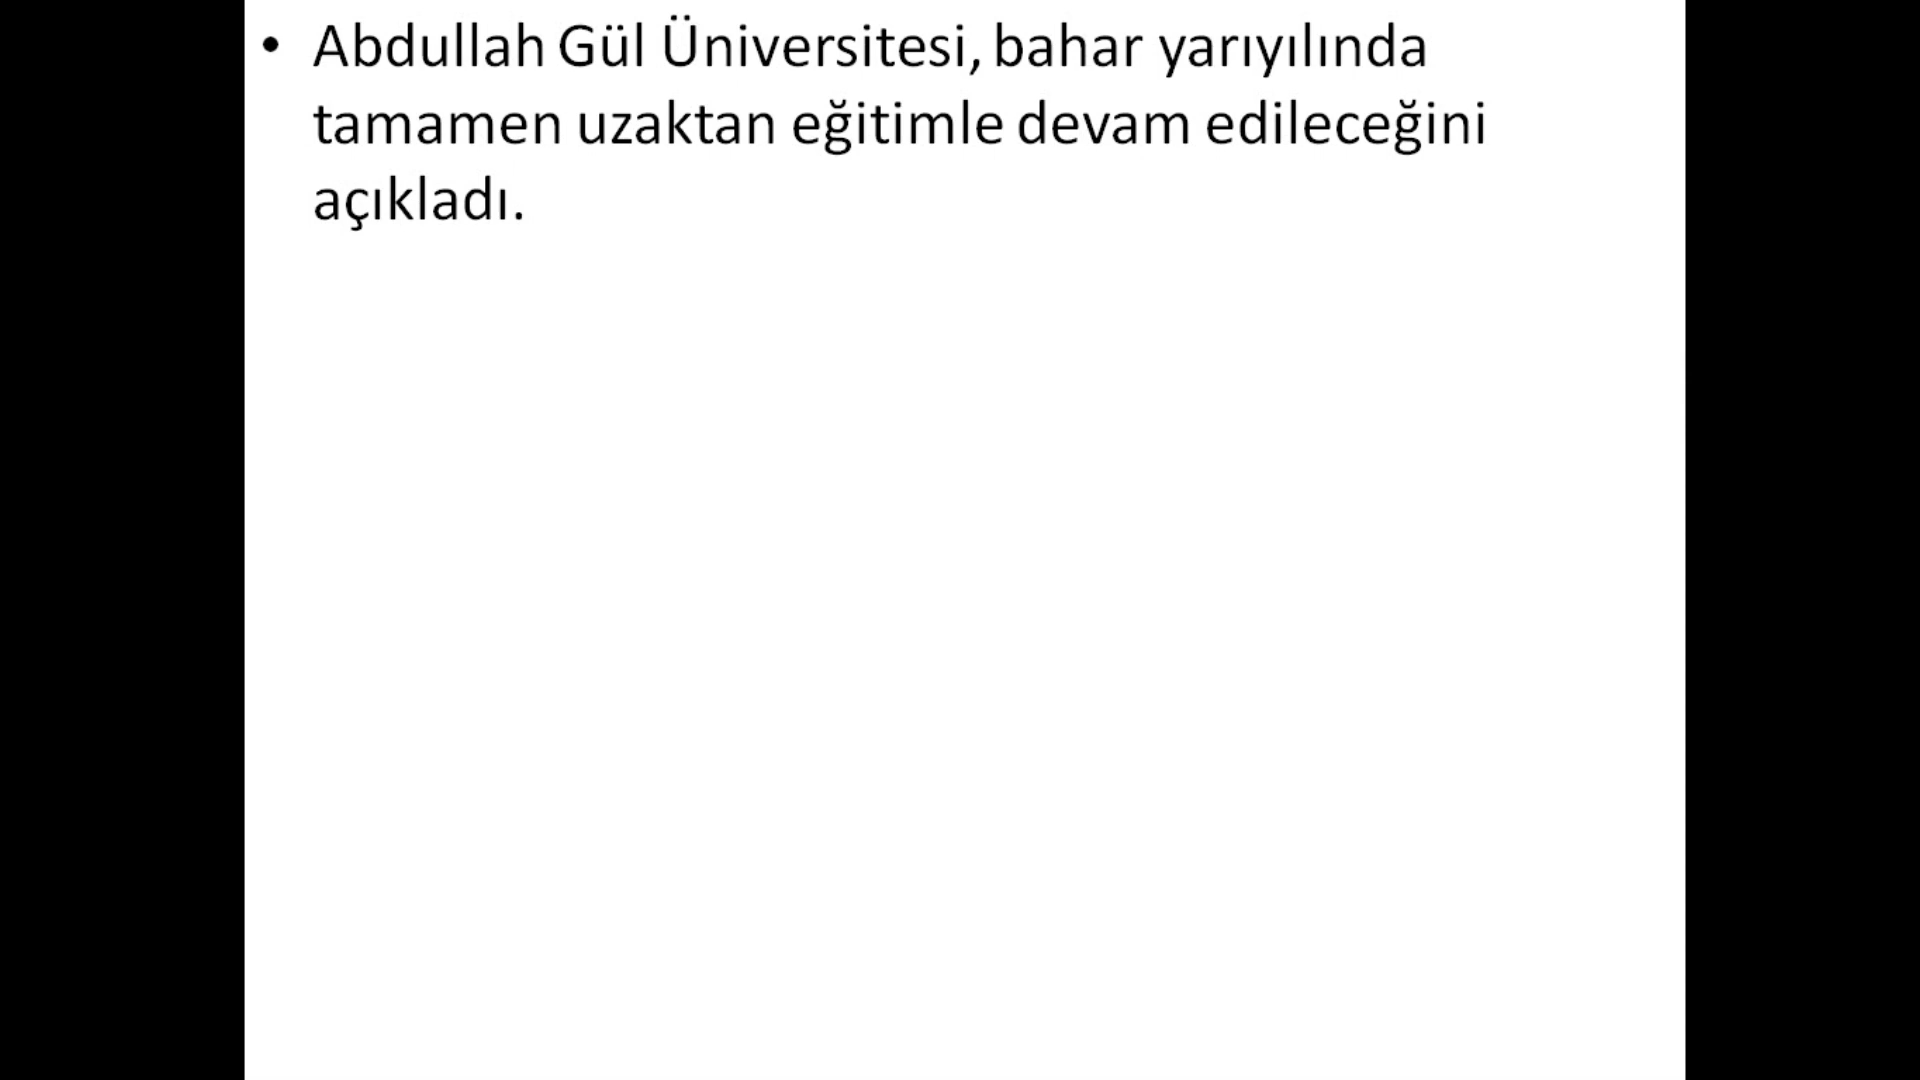 • Abdullah Gül Üniversitesi, bahar yarıyılında
tamamen uzaktan eğitimle devam edileceğini
açıkladı.